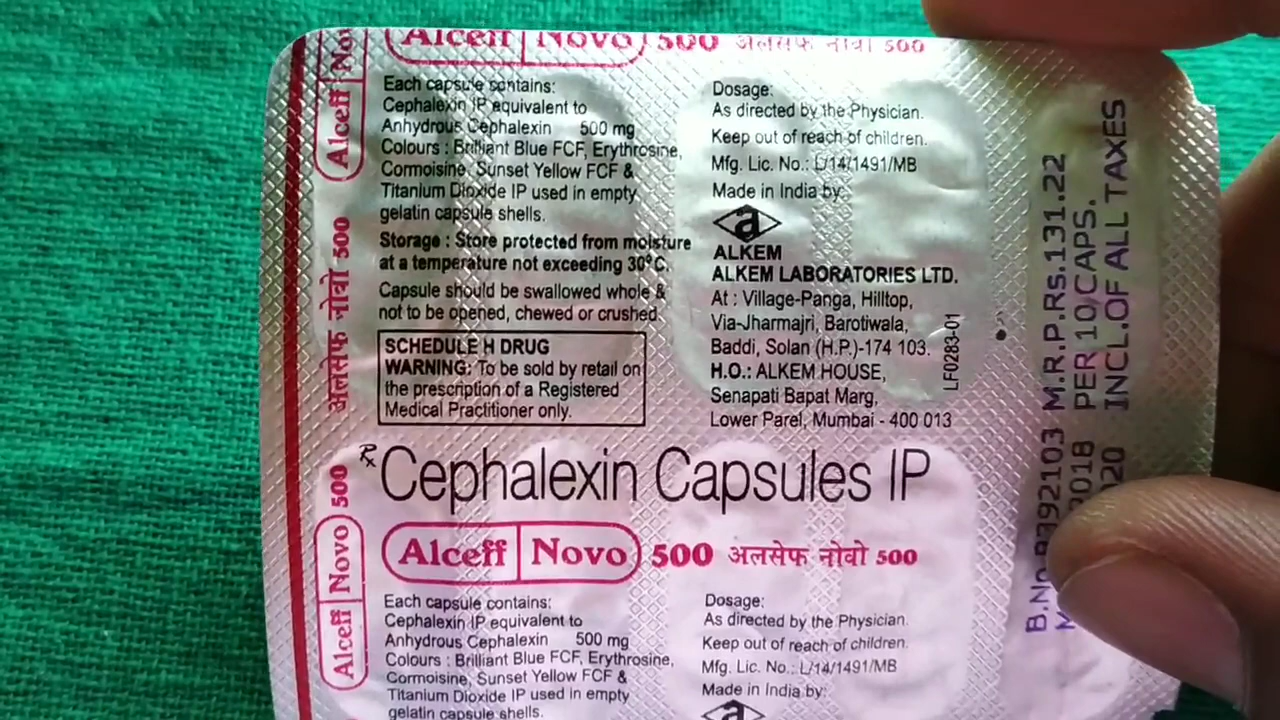 Alceff Novo 500 अलसेफ नोवो 500
Each capsule contains:
Cephalexin IP equivalent to
Anhydrous Cephalexin 500 mg
Colours : Brilliant Blue FCF, Erythrosine,
Cormoisine, Sunset Yellow FCF &
Titanium Dioxide IP used in empty
gelatin capsule shells.
Storage : Store protected from moisture
at a temperature not exceeding 30°C.
Capsule should be swallowed whole &
not to be opened, chewed or crushed
SCHEDULE H DRUG
WARNING: To be sold by retail on
the prescription of a Registered
Medical Practitioner only.
Dosage:
As directed by the Physician.
Keep out of reach of children.
Mfg. Lic. No.: L/14/1491/MB
Made in India by:
a
ALKEM
ALKEM LABORATORIES LTD.
At : Village-Panga, Hilltop,
Via-Jharmajri, Barotiwala,
Baddi, Solan (H.P.)-174 103.
H.O.: ALKEM HOUSE,
Senapati Bapat Marg,
Lower Parel, Mumbai - 400 013
LF0283-01
Rx Cephalexin Capsules IP
Alceff Novo 500 अलसेफ नोवो 500
Each capsule contains:
Cephalexin IP equivalent to
Anhydrous Cephalexin 500 mg
Colours : Brilliant Blue FCF, Erythrosine,
Cormoisine, Sunset Yellow FCF &
Titanium Dioxide IP used in empty
gelatin capsule shells.
Dosage:
As directed by the Physician.
Keep out of reach of children.
Mfg. Lic. No.: L/14/1491/MB
Made in India by:
a
Alceff Novo 500 अलसेफ नोवो 500
Alceff
M.R.P.Rs.131.22
PER 10 CAPS.
INCL.OF ALL TAXES